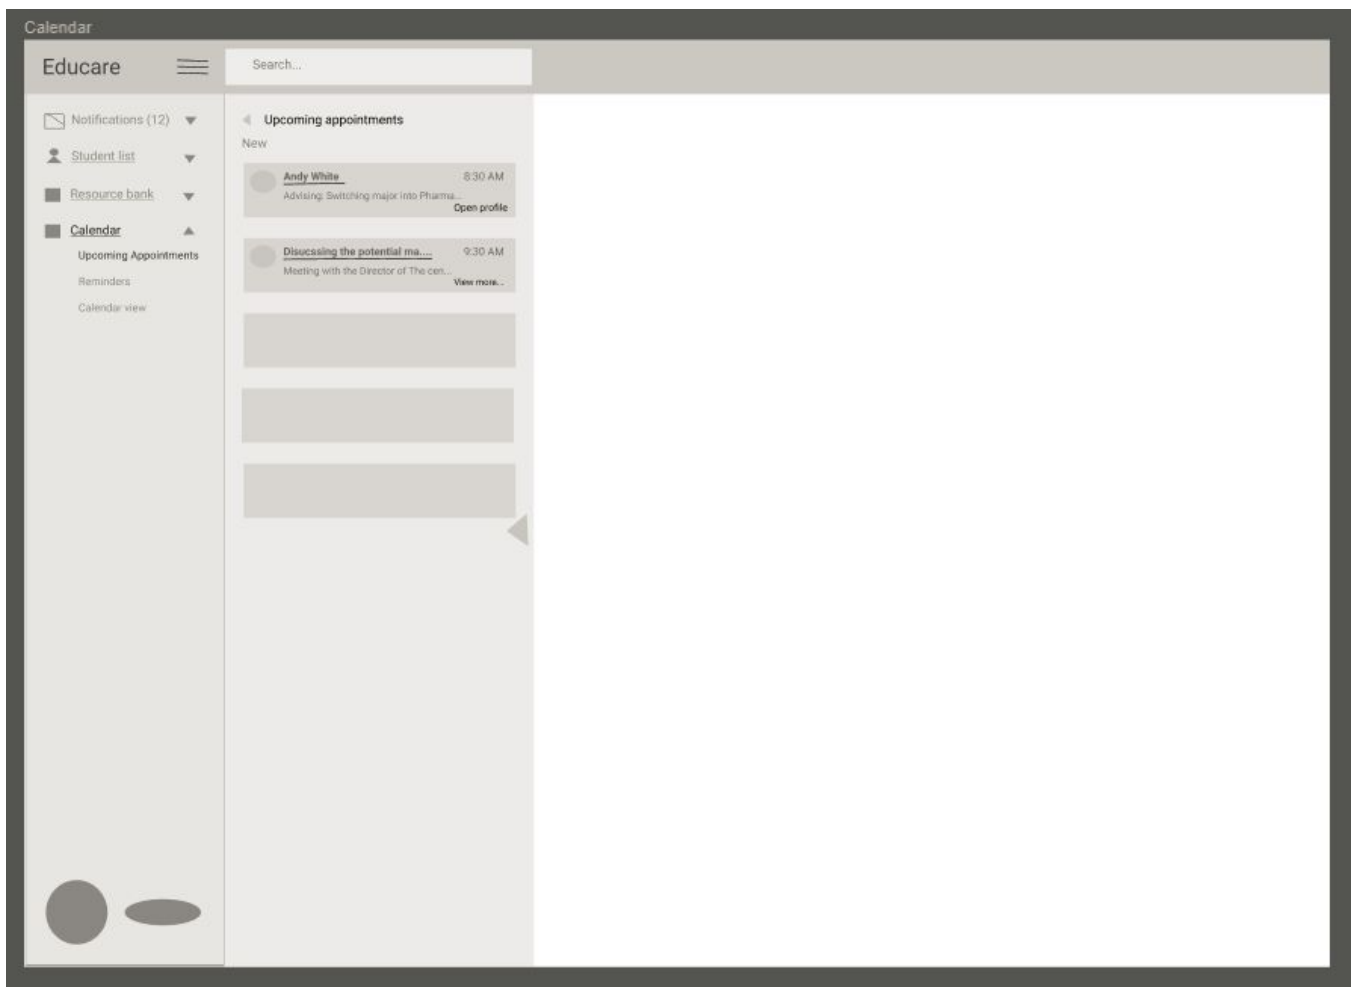 Calendar
Educare
Search...
Notifications (12)
Student list
Resource bank
Calendar
Upcoming Appointments
Reminders
Calendar view
Upcoming appointments
New
Andy White
8:30 AM
Advising: Switching major into Pharma...
Open profile
Disucssing the potential ma....
9:30 AM
Meeting with the Director of The cen...
View more...